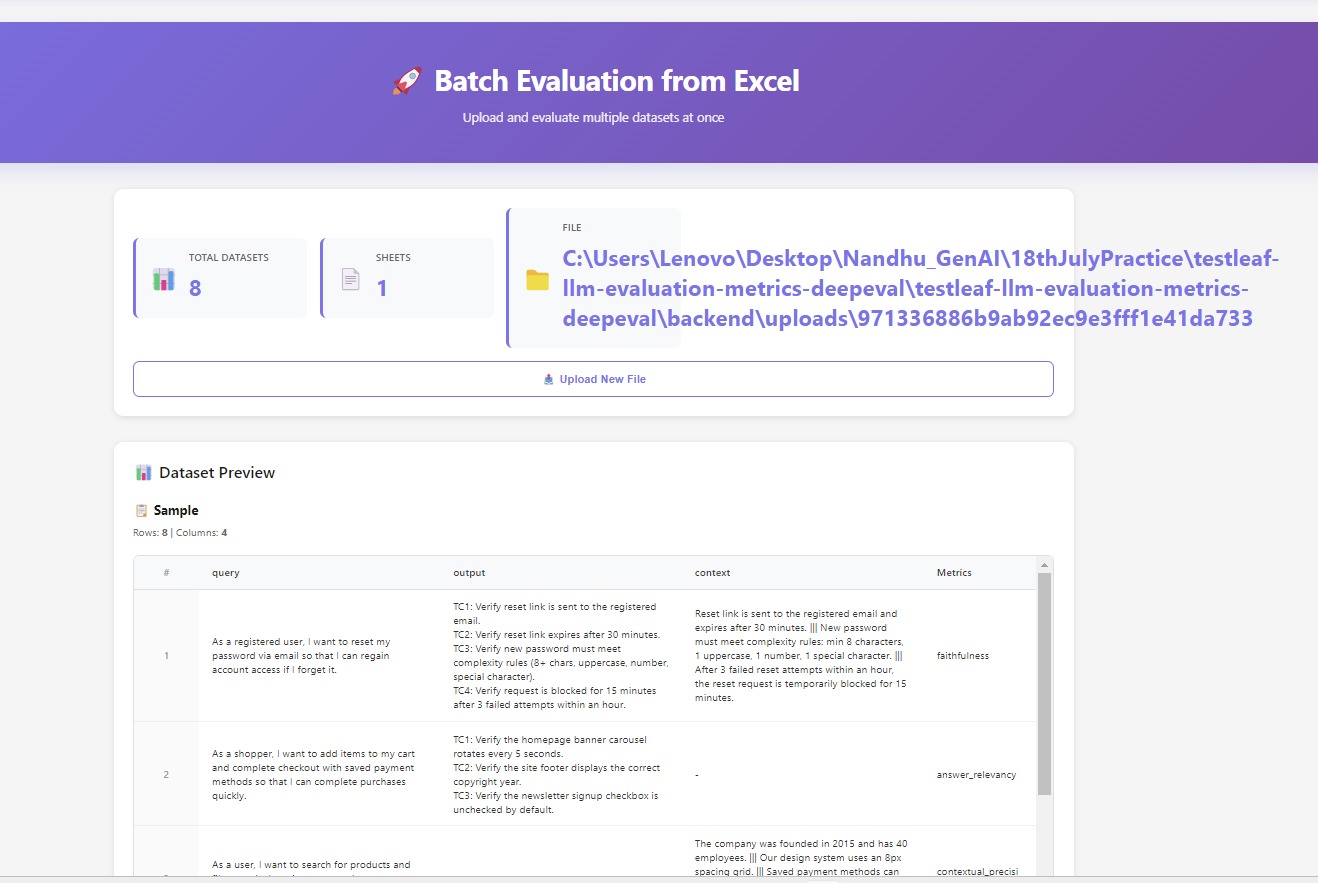 Batch Evaluation from Excel
Upload and evaluate multiple datasets at once
TOTAL DATASETS
8
SHEETS
1
FILE
C:\Users\Lenovo\Desktop\Nandhu_GenAI\18thJulyPractice\testleaf-
llm-evaluation-metrics-deepeval\testleaf-llm-evaluation-metrics-
deepeval\backend\uploads\971336886b9ab92ec9e3fff1e41da733
Upload New File
Dataset Preview
Sample
Rows: 8 | Columns: 4
# query output context Metrics
1
As a registered user, I want to reset my
password via email so that I can regain
account access if I forget it.
TC1: Verify reset link is sent to the registered
email.
TC2: Verify reset link expires after 30 minutes.
TC3: Verify new password must meet
complexity rules (8+ chars, uppercase, number,
special character).
TC4: Verify request is blocked for 15 minutes
after 3 failed attempts within an hour.
Reset link is sent to the registered email and
expires after 30 minutes. ||| New password
must meet complexity rules: min 8 characters,
1 uppercase, 1 number, 1 special character. |||
After 3 failed reset attempts within an hour,
the reset request is temporarily blocked for 15
minutes.
faithfulness
2
As a shopper, I want to add items to my cart
and complete checkout with saved payment
methods so that I can complete purchases
quickly.
TC1: Verify the homepage banner carousel
rotates every 5 seconds.
TC2: Verify the site footer displays the correct
copyright year.
TC3: Verify the newsletter signup checkbox is
unchecked by default.
-
answer_relevancy
As a user, I want to search for products and
The company was founded in 2015 and has 40
employees. ||| Our design system uses an 8px
spacing grid. ||| Saved payment methods can
contextual_precisi